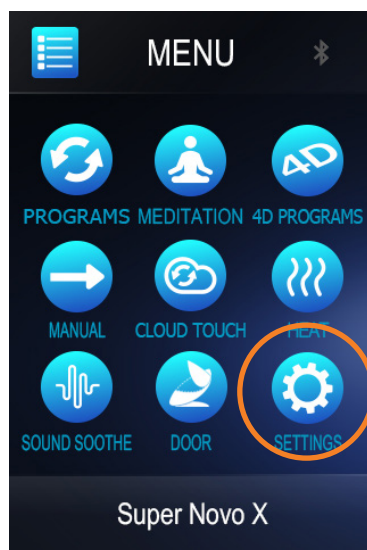 MENU
PROGRAMS MEDITATION 4D PROGRAMS
MANUAL CLOUD TOUCH HEAT
SOUND SOOTHE DOOR SETTINGS
Super Novo X